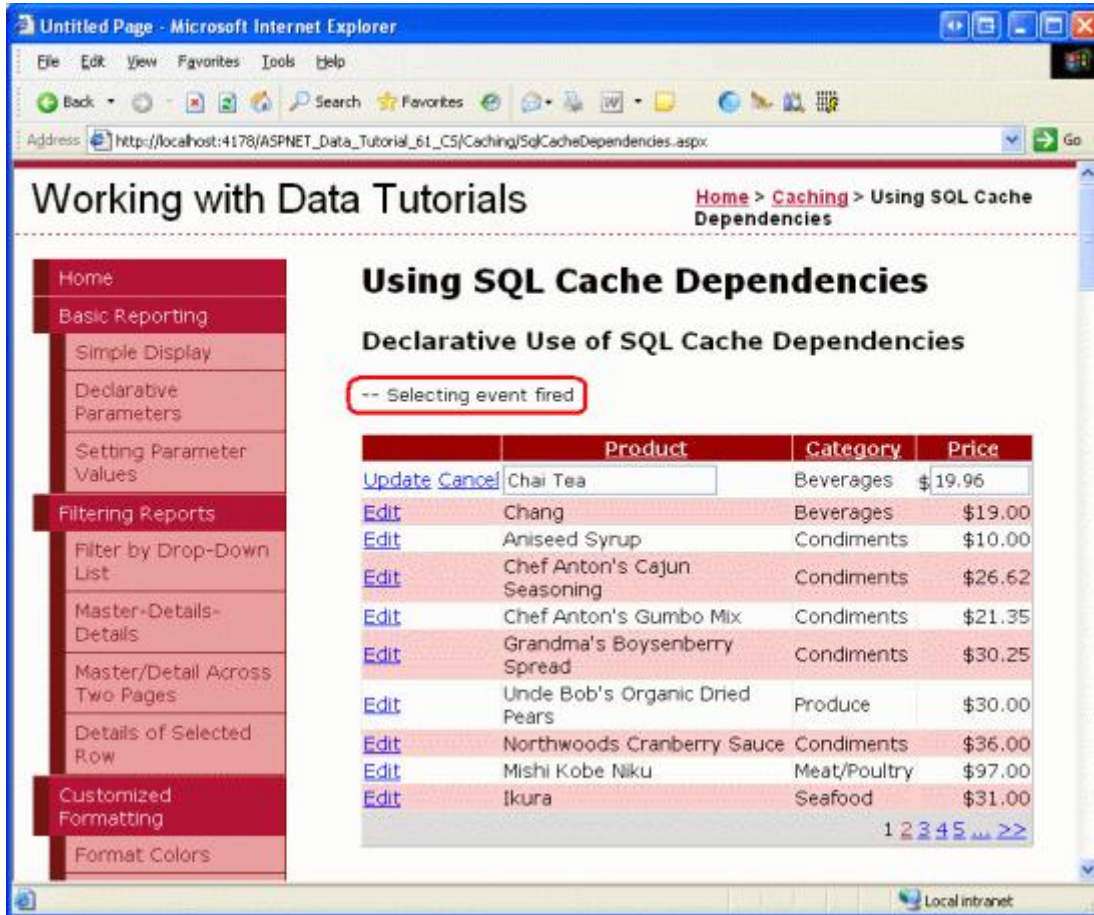 Untitled Page - Microsoft Internet Explorer
File Edit View Favorites Tools Help
Back Search Favorites
Address http://localhost:4178/ASPNET_Data_Tutorial_61_CS/Caching/SqlCacheDependencies.aspx Go
Working with Data Tutorials
Home > Caching > Using SQL Cache
Dependencies
Home
Basic Reporting
Simple Display
Declarative
Parameters
Setting Parameter
Values
Filtering Reports
Filter by Drop-Down
List
Master-Details-
Details
Master/Detail Across
Two Pages
Details of Selected
Row
Customized
Formatting
Format Colors
Using SQL Cache Dependencies
Declarative Use of SQL Cache Dependencies
-- Selecting event fired
Product Category Price
Update Cancel Chai Tea Beverages $ 19.96
Edit Chang Beverages $19.00
Edit Aniseed Syrup Condiments $10.00
Edit Chef Anton's Cajun
Seasoning Condiments $26.62
Edit Chef Anton's Gumbo Mix Condiments $21.35
Edit Grandma's Boysenberry
Spread Condiments $30.25
Edit Uncle Bob's Organic Dried
Pears Produce $30.00
Edit Northwoods Cranberry Sauce Condiments $36.00
Edit Mishi Kobe Niku Meat/Poultry $97.00
Edit Ikura Seafood $31.00
1 2 3 4 5 ... >>
Local intranet